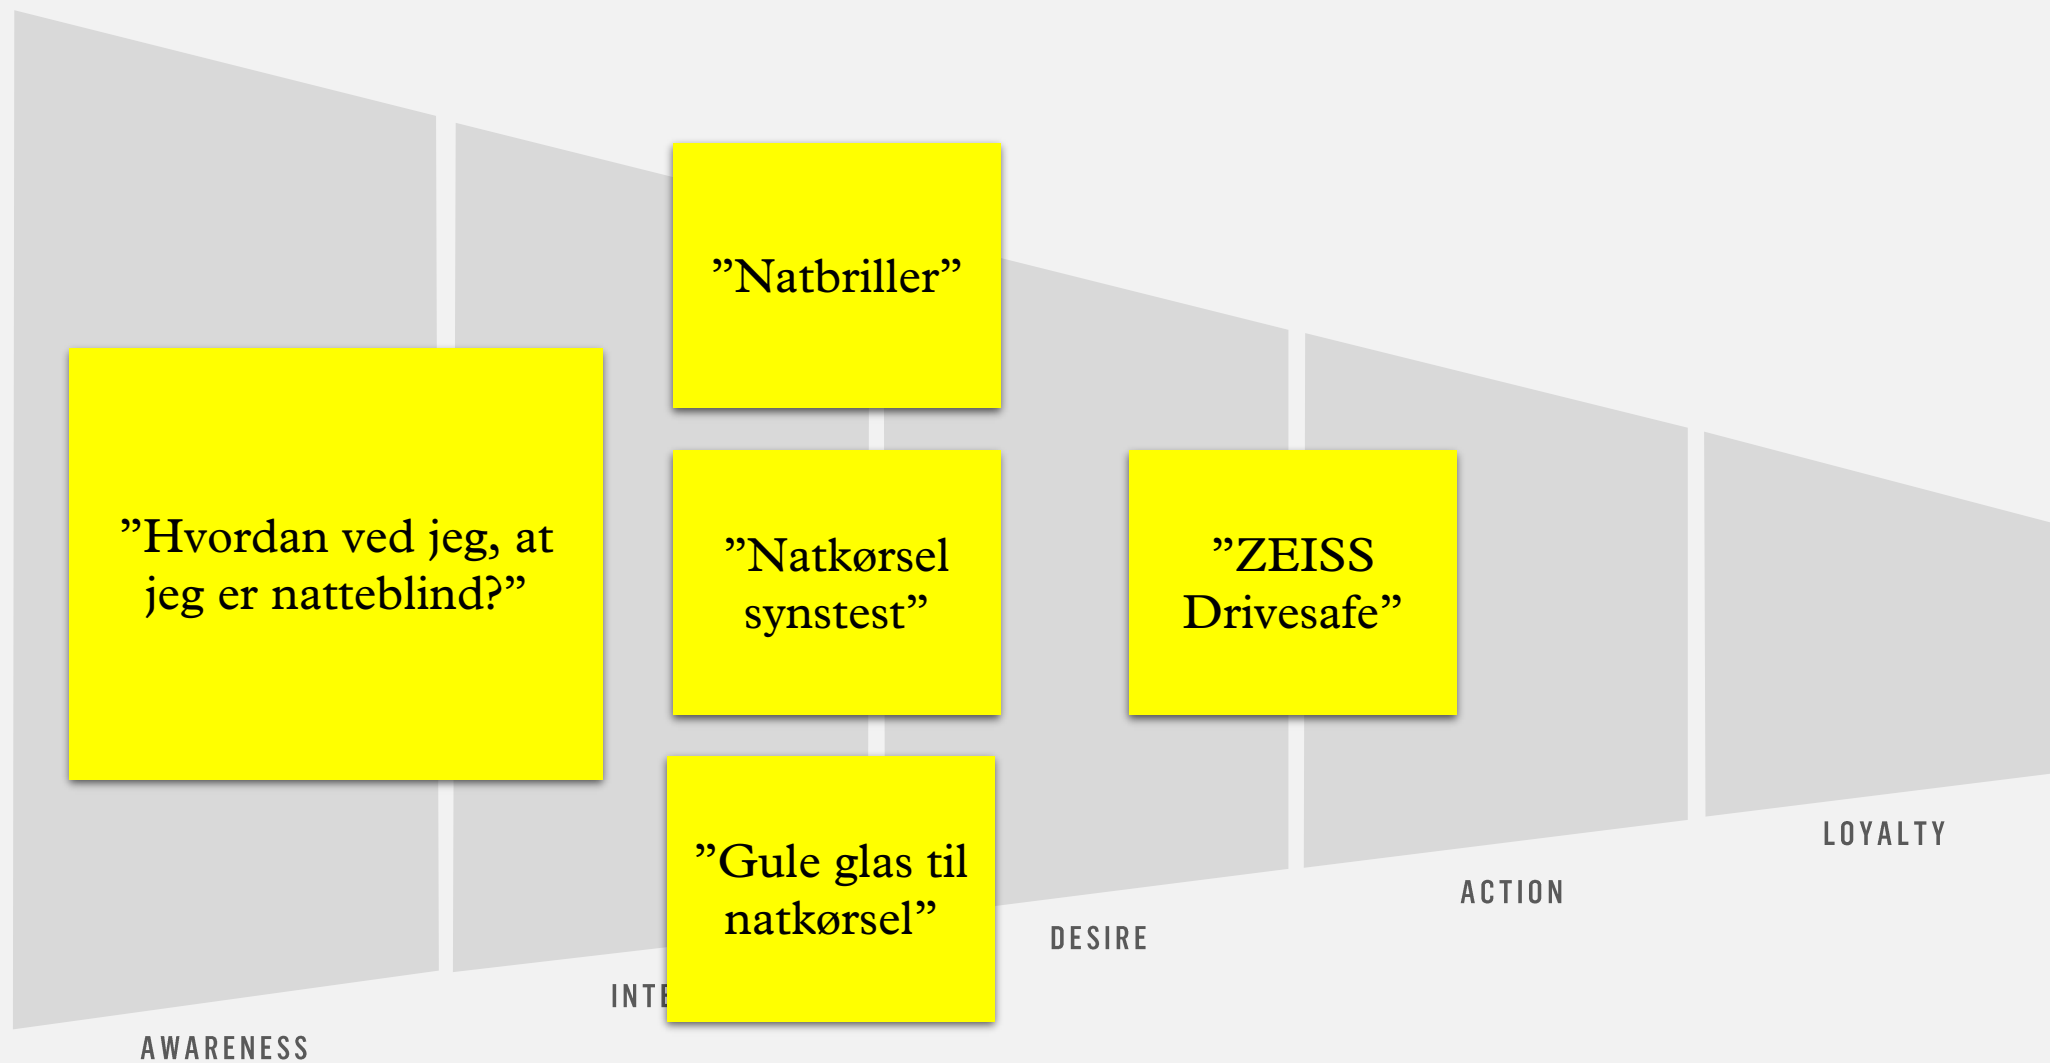 ”Natbriller”
”Hvordan ved jeg, at
jeg er natteblind?”
”Natkørsel
synstest”
”ZEISS
Drivesafe”
”Gule glas til
natkørsel”
AWARENESS
INTE
DESIRE
ACTION
LOYALTY